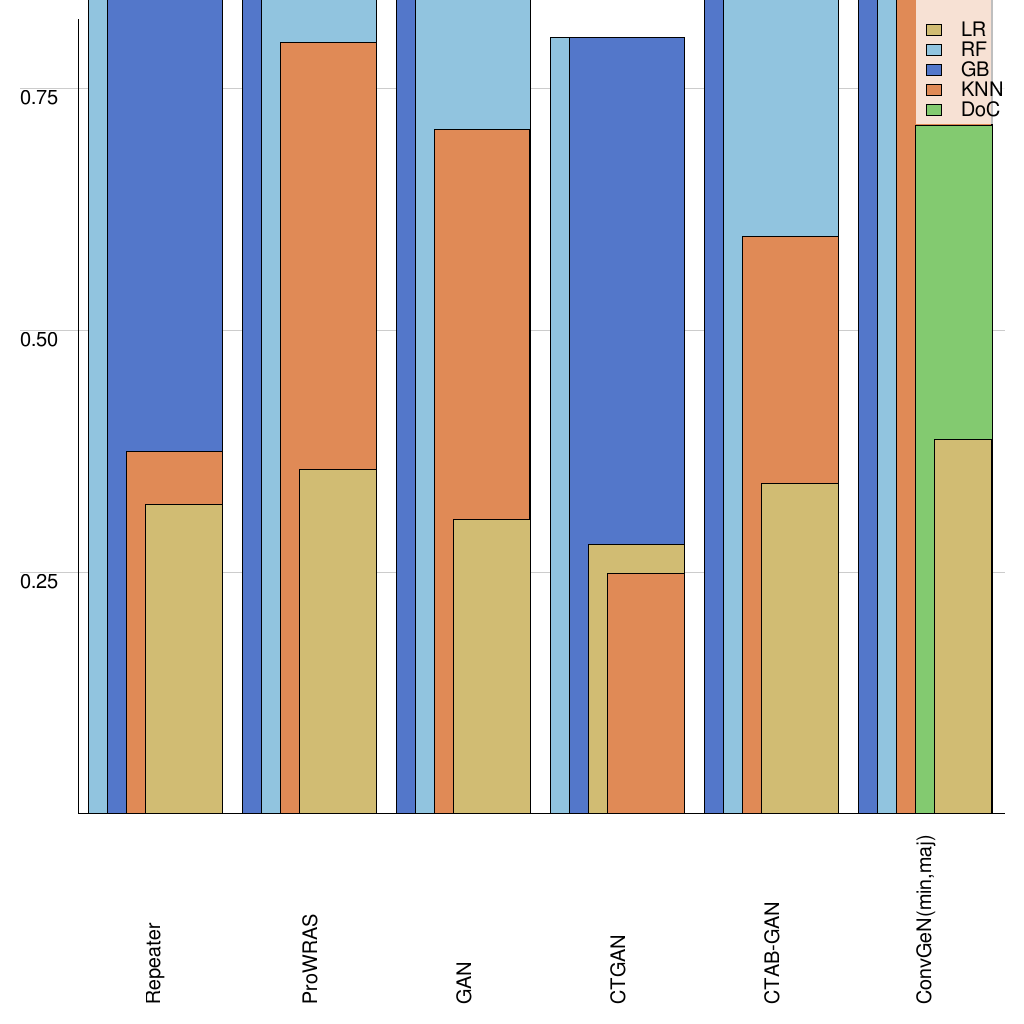 LR
RF
GB
KNN
DoC
0.75
0.50
0.25
Repeater
ProWRAS
GAN
CTGAN
CTAB-GAN
ConvGeN(min,maj)